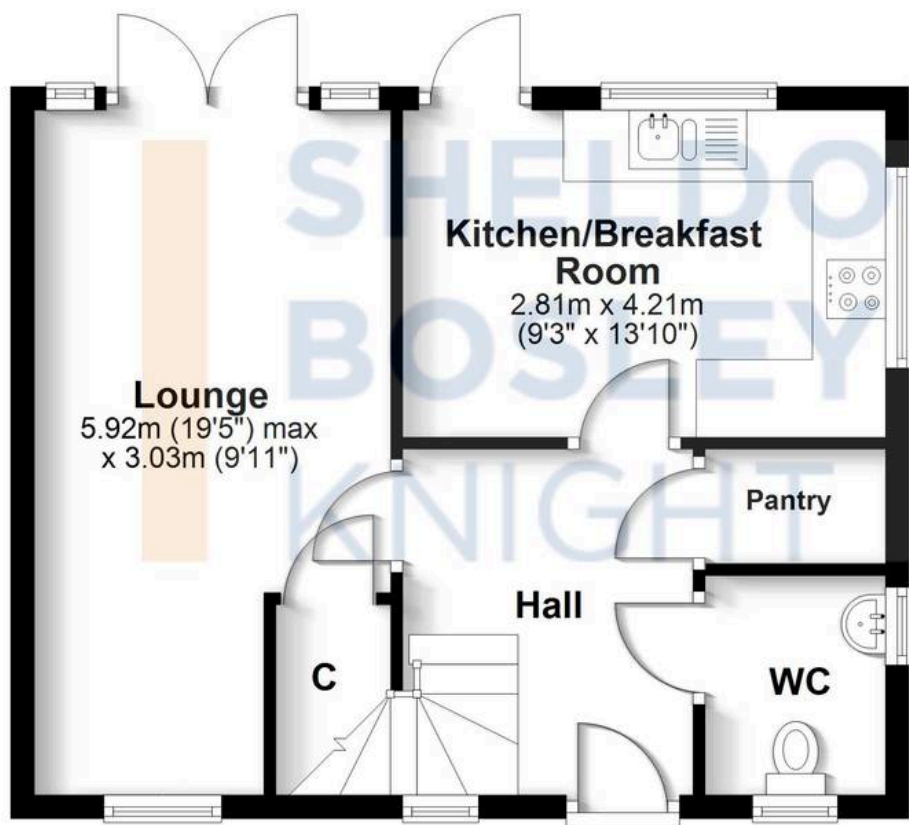 SHELDO
BOSLEY
KNIGHT
Kitchen/Breakfast
Room
2.81m x 4.21m
(9'3" x 13'10")
Lounge
5.92m (19'5") max
x 3.03m (9'11")
Pantry
Hall
C
WC